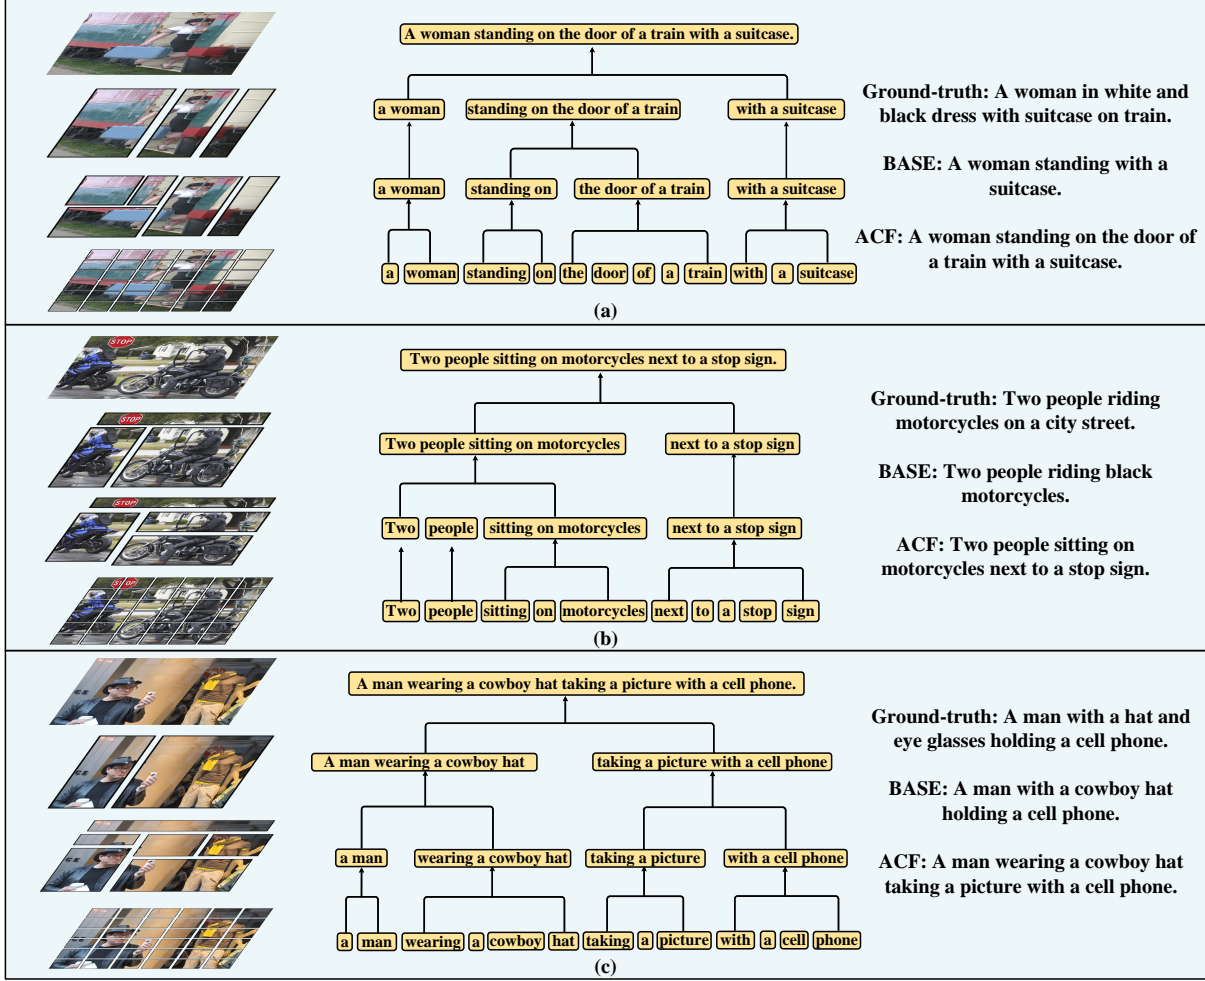 A woman standing on the door of a train with a suitcase.
a woman
standing on the door of a train
with a suitcase
a woman
standing on
the door of a train
with a suitcase
a woman standing on the door of a train with a suitcase
Ground-truth: A woman in white and
black dress with suitcase on train.
BASE: A woman standing with a
suitcase.
ACF: A woman standing on the door of
a train with a suitcase.
(a)
STOP
STOP
STOP
STOP
Two people sitting on motorcycles next to a stop sign.
Two people sitting on motorcycles
next to a stop sign
Two
people
sitting on motorcycles
next to a stop sign
Two people sitting on motorcycles next to a stop sign
Ground-truth: Two people riding
motorcycles on a city street.
BASE: Two people riding black
motorcycles.
ACF: Two people sitting on
motorcycles next to a stop sign.
(b)
A man wearing a cowboy hat taking a picture with a cell phone.
A man wearing a cowboy hat
taking a picture with a cell phone
a man
wearing a cowboy hat
taking a picture
with a cell phone
a man wearing a cowboy hat taking a picture with a cell phone
Ground-truth: A man with a hat and
eye glasses holding a cell phone.
BASE: A man with a cowboy hat
holding a cell phone.
ACF: A man wearing a cowboy hat
taking a picture with a cell phone.
(c)